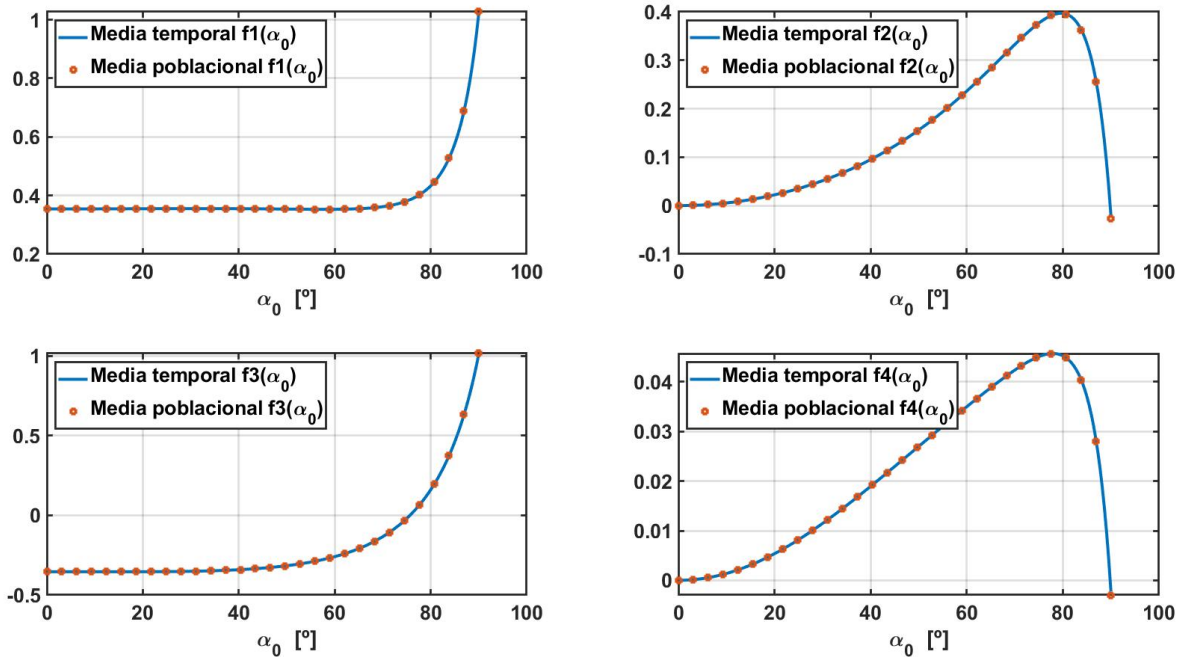 Media temporal f1(α0)
Media poblacional f1(α0)
1
0.8
0.6
0.4
0.2
0 20 40 60 80 100
α0 [º]
Media temporal f2(α0)
Media poblacional f2(α0)
0.4
0.3
0.2
0.1
0
-0.1
0 20 40 60 80 100
α0 [º]
Media temporal f3(α0)
Media poblacional f3(α0)
1
0.5
0
-0.5
0 20 40 60 80 100
α0 [º]
Media temporal f4(α0)
Media poblacional f4(α0)
0.04
0.03
0.02
0.01
0
0 20 40 60 80 100
α0 [º]